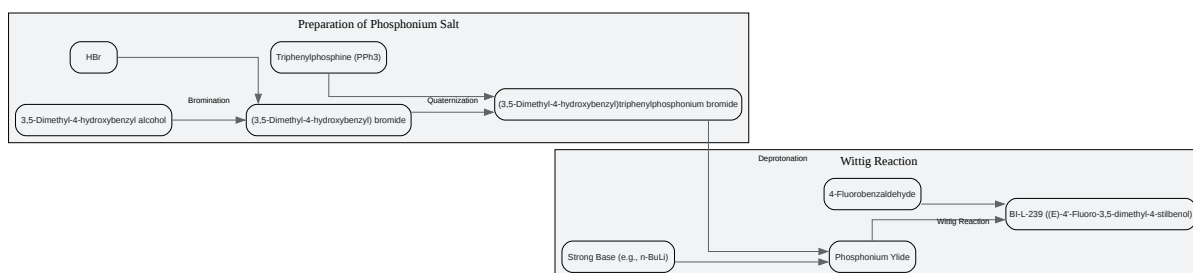 Preparation of Phosphonium Salt
HBr
Triphenylphosphine (PPh3)
Bromination
Quaternization
3,5-Dimethyl-4-hydroxybenzyl alcohol
(3,5-Dimethyl-4-hydroxybenzyl) bromide
(3,5-Dimethyl-4-hydroxybenzyl)triphenylphosphonium bromide
Deprotonation
Wittig Reaction
4-Fluorobenzaldehyde
BI-L-239 ((E)-4'-Fluoro-3,5-dimethyl-4-stilbenol)
Wittig Reaction
Strong Base (e.g., n-BuLi)
Phosphonium Ylide